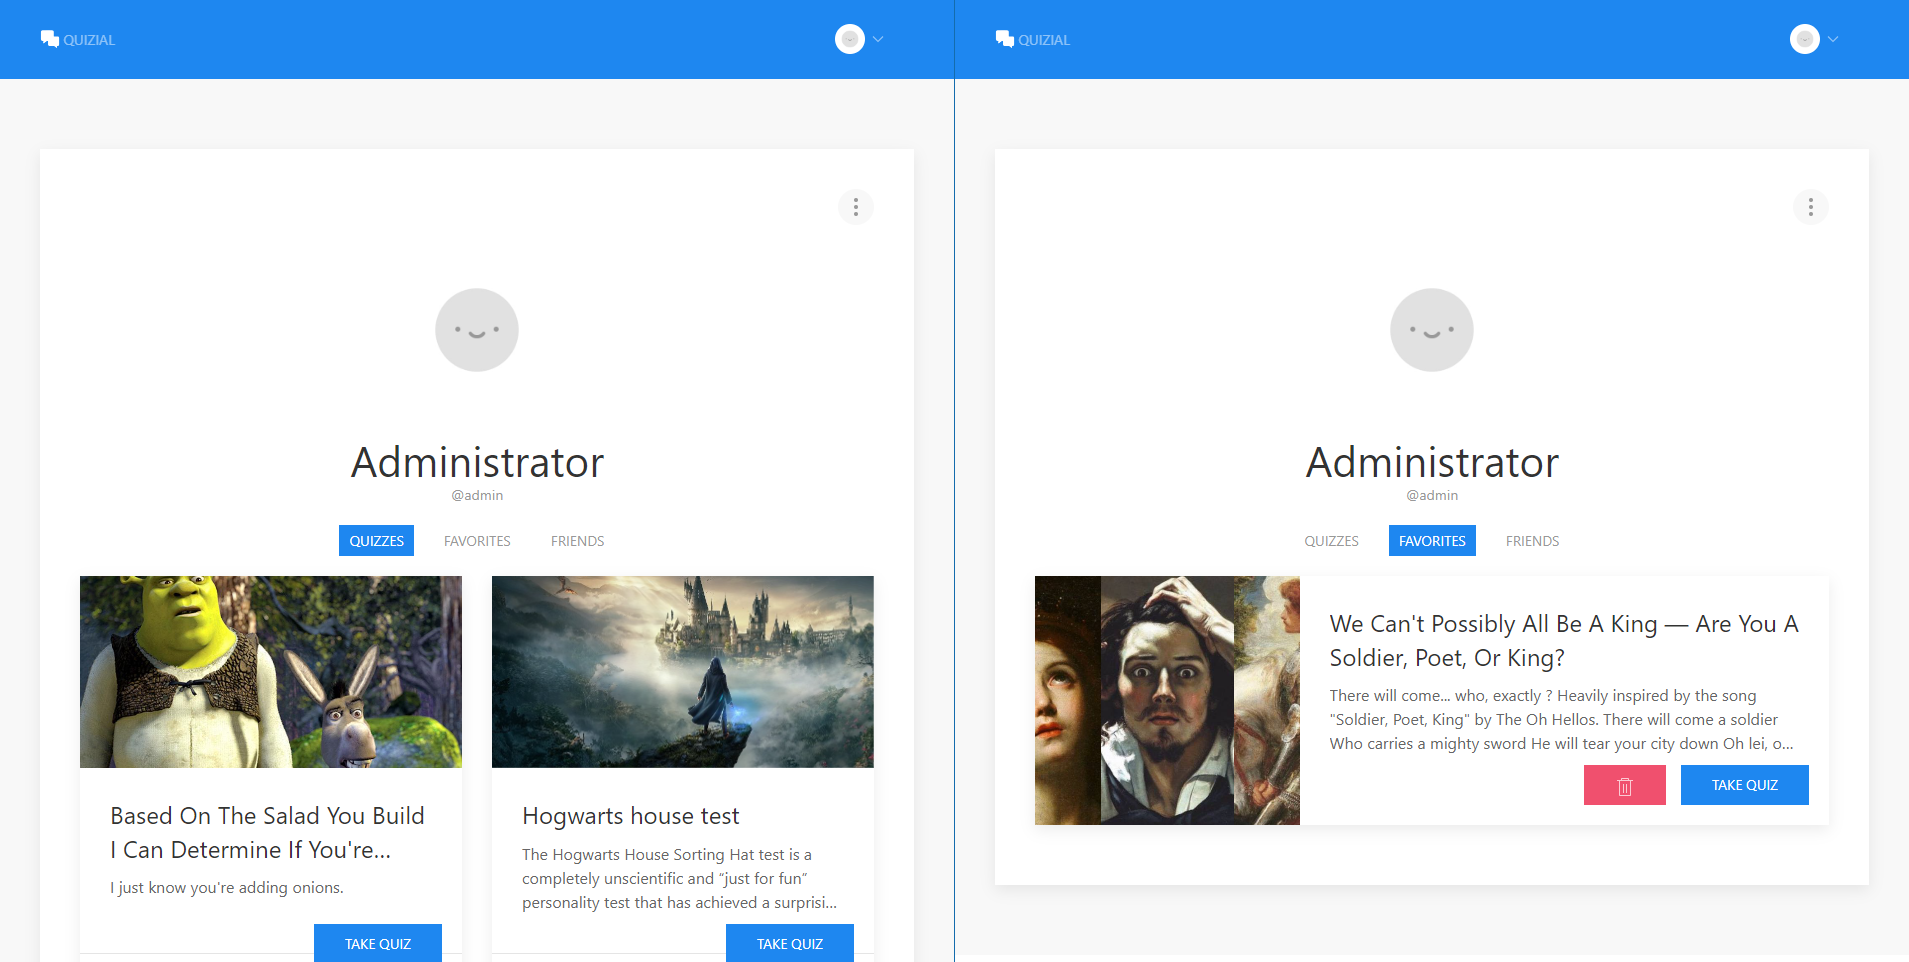 QUIZIAL
Administrator
@admin
QUIZZES FAVORITES FRIENDS
Based On The Salad You Build
I Can Determine If You're...
I just know you're adding onions.
TAKE QUIZ
Hogwarts house test
The Hogwarts House Sorting Hat test is a
completely unscientific and “just for fun”
personality test that has achieved a surprisi...
TAKE QUIZ
QUIZIAL
Administrator
@admin
QUIZZES FAVORITES FRIENDS
We Can't Possibly All Be A King — Are You A
Soldier, Poet, Or King?
There will come... who, exactly ? Heavily inspired by the song
"Soldier, Poet, King" by The Oh Hellos. There will come a soldier
Who carries a mighty sword He will tear your city down Oh lei, o...
TAKE QUIZ